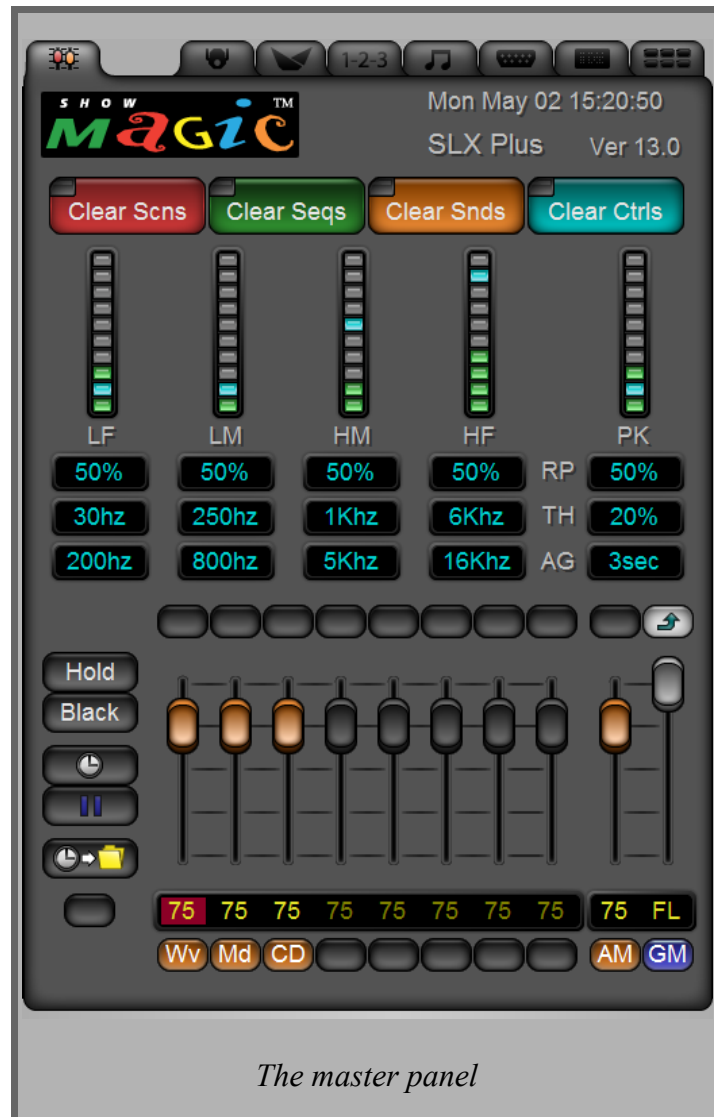 1-2-3
SHOW
MAGIC TM
Mon May 02 15:20:50
SLX Plus Ver 13.0
Clear Scns Clear Seqs Clear Snds Clear Ctrls
LF LM HM HF PK
50% 50% 50% 50% RP 50%
30hz 250hz 1Khz 6Khz TH 20%
200hz 800hz 5Khz 16Khz AG 3sec
Hold
Black
75 75 75 75 75 75 75 75 75 FL
Wv Md CD AM GM
The master panel